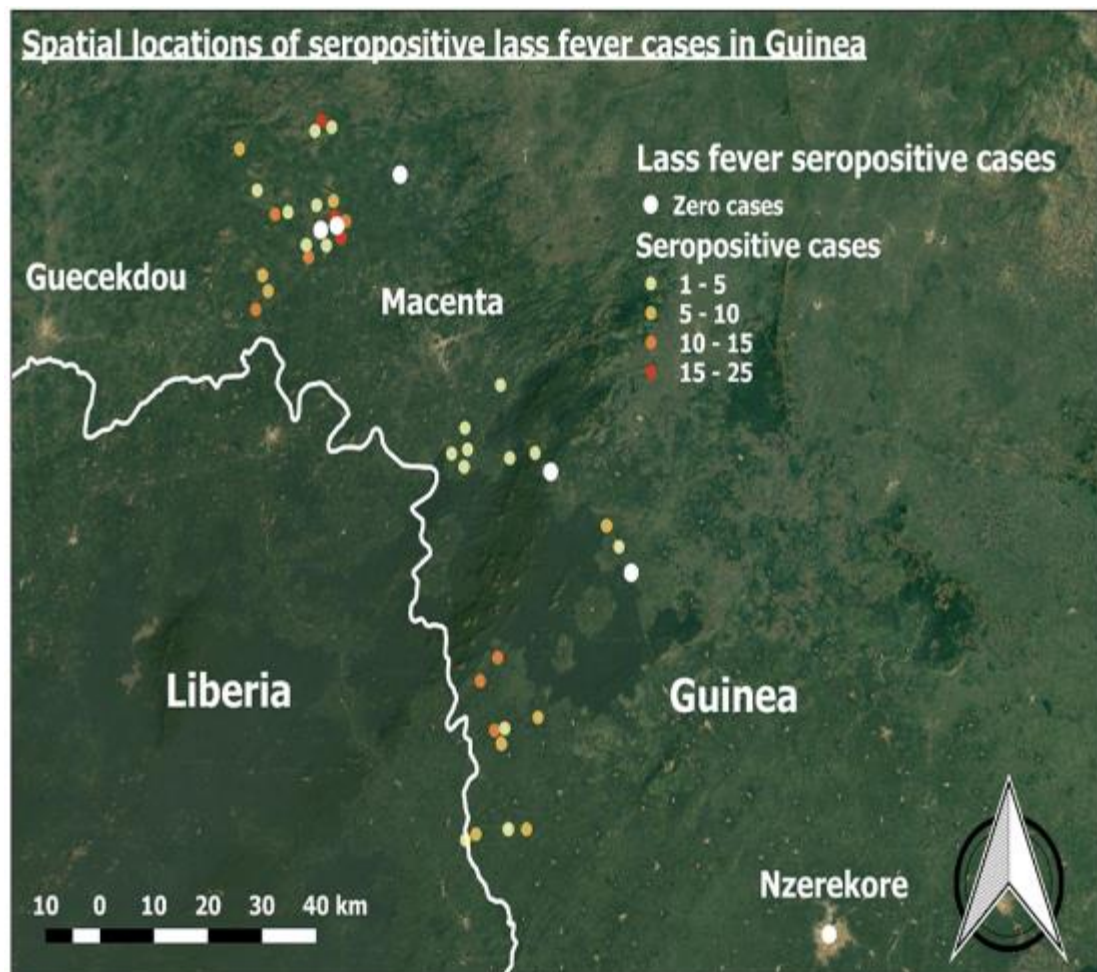 Spatial locations of seropositive lass fever cases in Guinea
Lass fever seropositive cases
Zero cases
Seropositive cases
1 - 5
5 - 10
10 - 15
15 - 25
Guecekdou
Macenta
Liberia
Guinea
Nzerekore
10 0 10 20 30 40 km